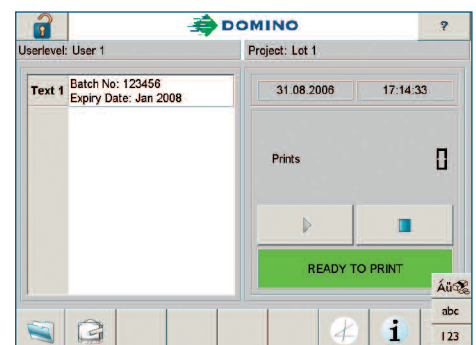 DOMINO
?
Userlevel: User 1
Project: Lot 1
Text 1
Batch No: 123456
Expiry Date: Jan 2008
31.08.2006
17:14:33
Prints
0
READY TO PRINT
Áü
abc
123
i